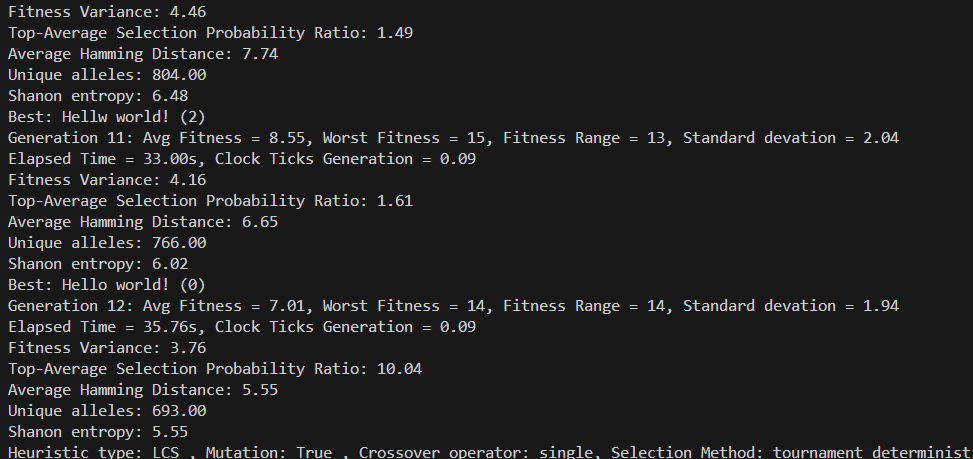 Fitness Variance: 4.46
Top-Average Selection Probability Ratio: 1.49
Average Hamming Distance: 7.74
Unique alleles: 804.00
Shanon entropy: 6.48
Best: Hellw world! (2)
Generation 11: Avg Fitness = 8.55, Worst Fitness = 15, Fitness Range = 13, Standard devation = 2.04
Elapsed Time = 33.00s, Clock Ticks Generation = 0.09
Fitness Variance: 4.16
Top-Average Selection Probability Ratio: 1.61
Average Hamming Distance: 6.65
Unique alleles: 766.00
Shanon entropy: 6.02
Best: Hello world! (0)
Generation 12: Avg Fitness = 7.01, Worst Fitness = 14, Fitness Range = 14, Standard devation = 1.94
Elapsed Time = 35.76s, Clock Ticks Generation = 0.09
Fitness Variance: 3.76
Top-Average Selection Probability Ratio: 10.04
Average Hamming Distance: 5.55
Unique alleles: 693.00
Shanon entropy: 5.55
Heuristic type: LCS , Mutation: True , Crossover operator: single, Selection Method: tournament_determinist